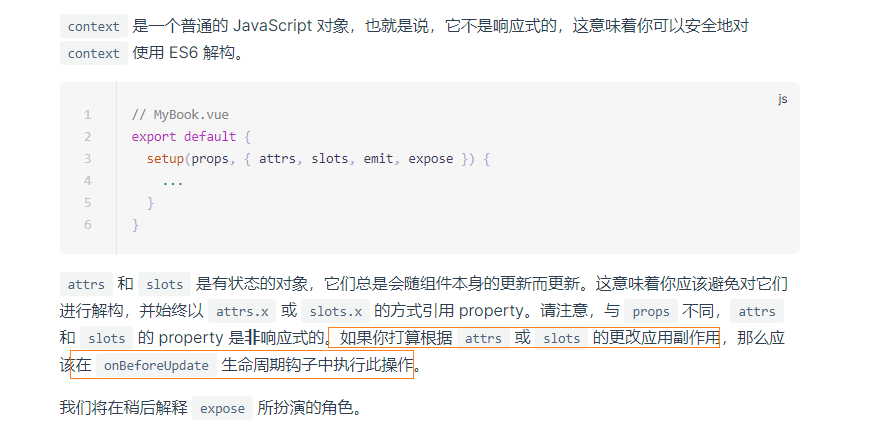 context 是一个普通的 JavaScript 对象，也就是说，它不是响应式的，这意味着你可以安全地对
context 使用 ES6 解构。
js
1 // MyBook.vue
2 export default {
3 setup(props, { attrs, slots, emit, expose }) {
4 ...
5 }
6 }
attrs 和 slots 是有状态的对象，它们总是会随组件本身的更新而更新。这意味着你应该避免对它们
进行解构，并始终以 attrs.x 或 slots.x 的方式引用 property。请注意，与 props 不同，attrs
和 slots 的 property 是非响应式的。如果你打算根据 attrs 或 slots 的更改应用副作用，那么应
该在 onBeforeUpdate 生命周期钩子中执行此操作。
我们将在稍后解释 expose 所扮演的角色。